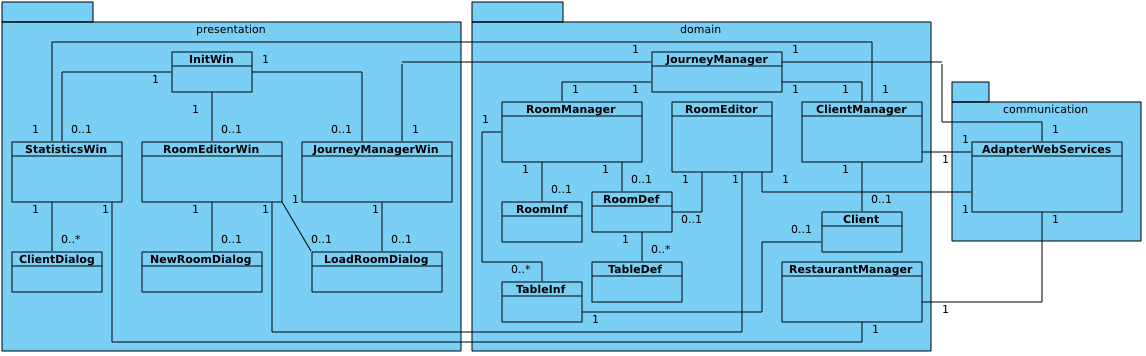 presentation
domain
InitWin
1
1
JourneyManager
1
1
1
1
1
1
1
communication
RoomManager
RoomEditor
ClientManager
1
1
1
0..1
0..1
0..1
1
1
1
StatisticsWin
RoomEditorWin
JourneyManagerWin
AdapterWebServices
1
1
1
1
1
1
1
1
1
0..1
0..1
1
1
1
1
1
1
RoomInf
RoomDef
0..1
0..1
Client
1
1
0..*
0..1
0..1
0..1
1
0..*
0..1
ClientDialog
NewRoomDialog
LoadRoomDialog
0..*
TableDef
RestaurantManager
TableInf
1
1
1